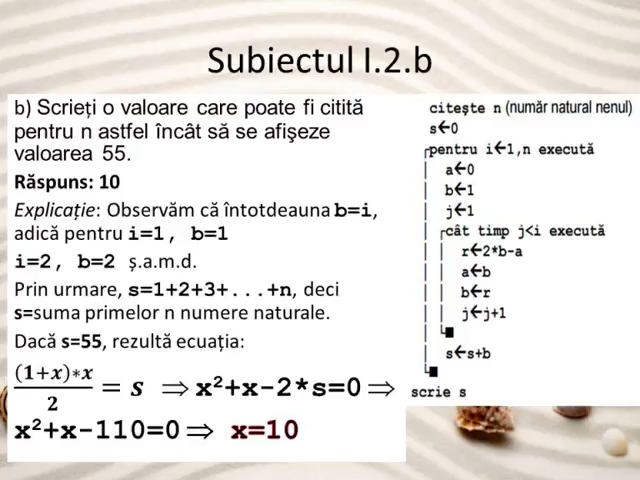 Subiectul I.2.b
b) Scrieți o valoare care poate fi citită
pentru n astfel încât să se afişeze
valoarea 55.
Răspuns: 10
Explicație: Observăm că întotdeauna b=i,
adică pentru i=1, b=1
i=2, b=2 ș.a.m.d.
Prin urmare, s=1+2+3+...+n, deci
s=suma primelor n numere naturale.
Dacă s=55, rezultă ecuația:
(1+x)∗x/2 = s ⇒ x²+x-2*s=0 ⇒
x²+x-110=0 ⇒ x=10
citeşte n (număr natural nenul)
s←0
pentru i←1,n execută
a←0
b←1
j←1
cât timp j<i execută
r←2*b-a
a←b
b←r
j←j+1
s←s+b
scrie s